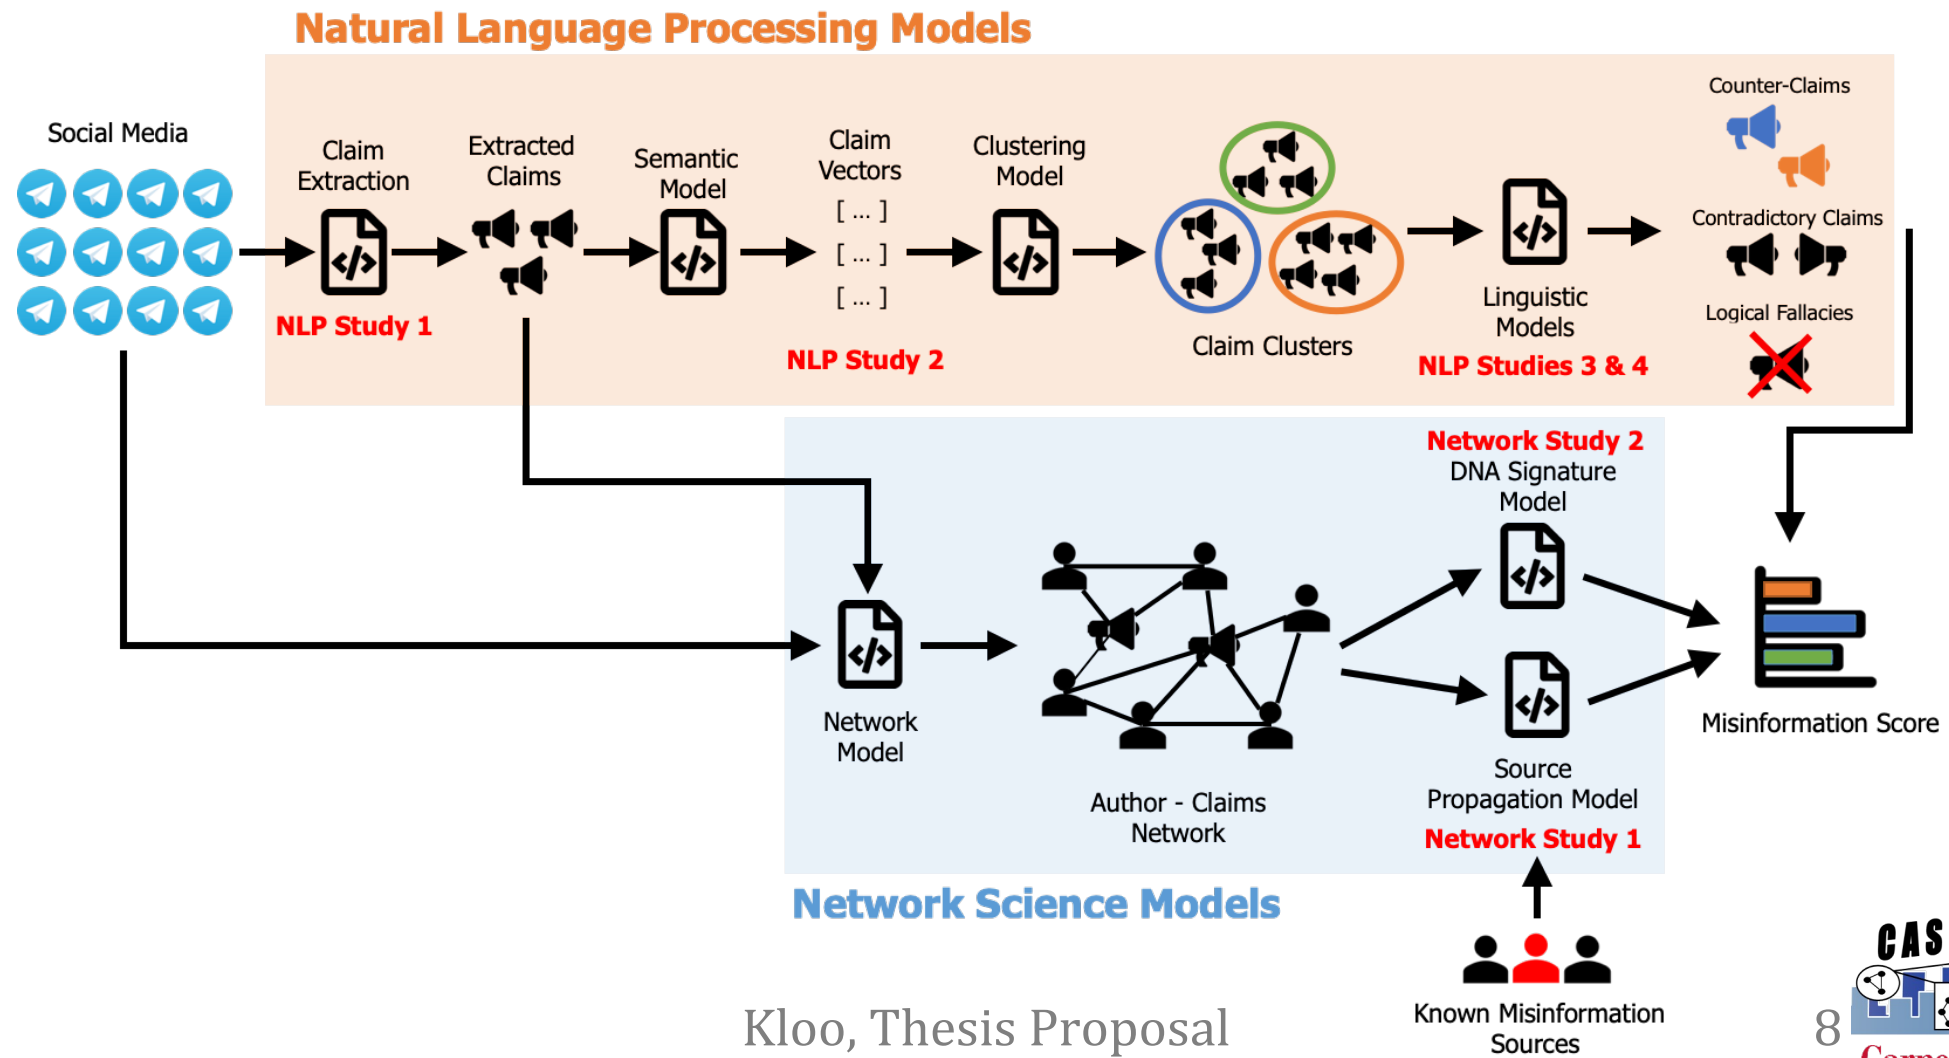 Natural Language Processing Models
Social Media
Claim
Extraction
</>
NLP Study 1
Extracted
Claims
Semantic
Model
</>
Claim
Vectors
[ ... ]
[ ... ]
[ ... ]
NLP Study 2
Clustering
Model
</>
Claim Clusters
</>
Linguistic
Models
NLP Studies 3 & 4
Counter-Claims
Contradictory Claims
Logical Fallacies
Network Study 2
DNA Signature
Model
</>
</>
Network
Model
Author - Claims
Network
</>
Source
Propagation Model
Network Study 1
Misinformation Score
Network Science Models
Known Misinformation
Sources
Kloo, Thesis Proposal
8
CAS